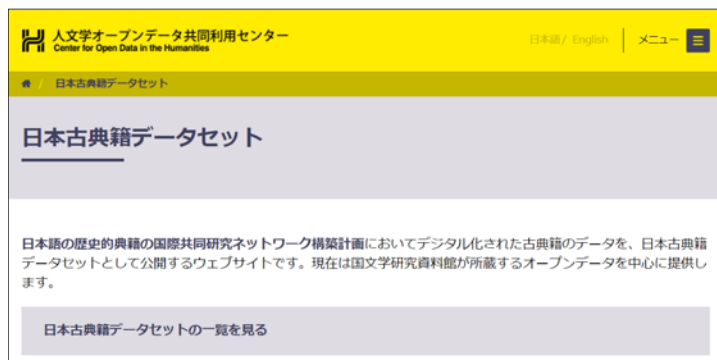 人文学オープンデータ共同利用センター
Center for Open Data in the Humanities
日本語/ English
メニュー
/ 日本古典籍データセット
日本古典籍データセット
日本語の歴史的典籍の国際共同研究ネットワーク構築計画においてデジタル化された古典籍のデータを、日本古典籍
データセットとして公開するウェブサイトです。現在は国文学研究資料館が所蔵するオープンデータを中心に提供し
ます。
日本古典籍データセットの一覧を見る